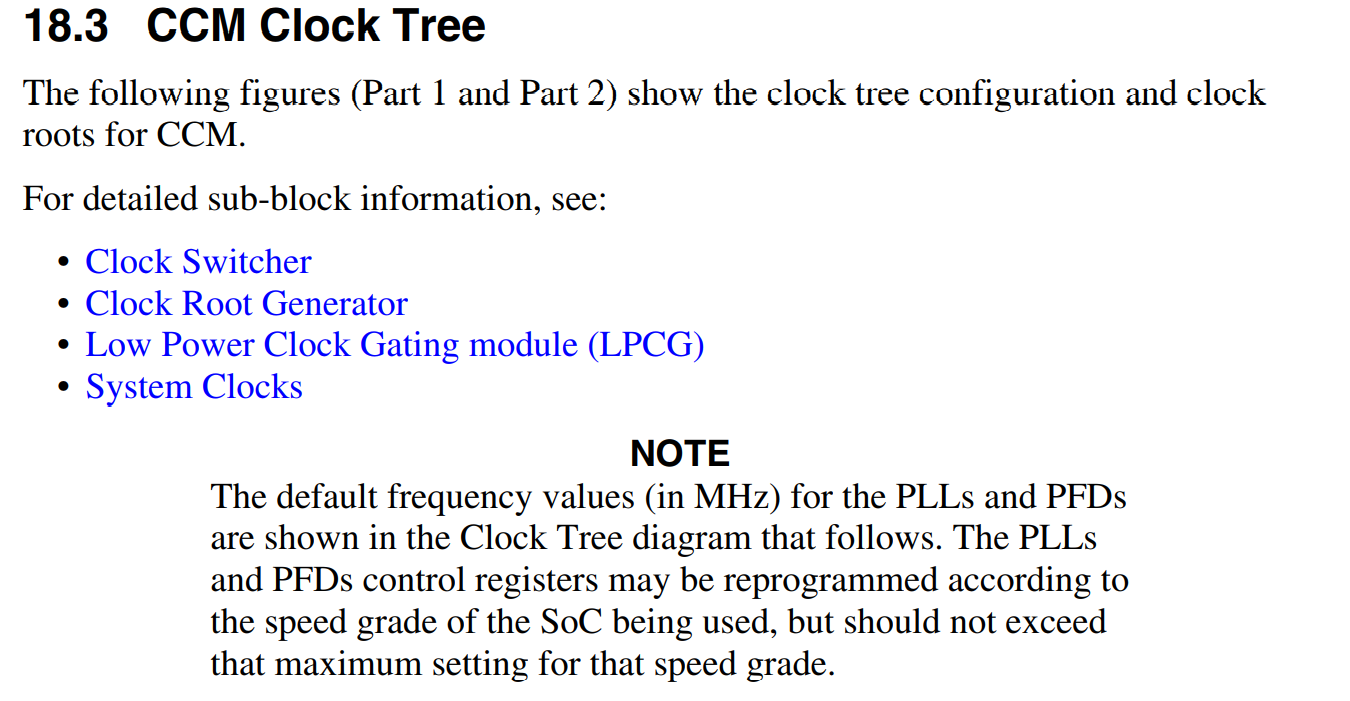 18.3 CCM Clock Tree
The following figures (Part 1 and Part 2) show the clock tree configuration and clock
roots for CCM.
For detailed sub-block information, see:
• Clock Switcher
• Clock Root Generator
• Low Power Clock Gating module (LPCG)
• System Clocks
NOTE
The default frequency values (in MHz) for the PLLs and PFDs
are shown in the Clock Tree diagram that follows. The PLLs
and PFDs control registers may be reprogrammed according to
the speed grade of the SoC being used, but should not exceed
that maximum setting for that speed grade.